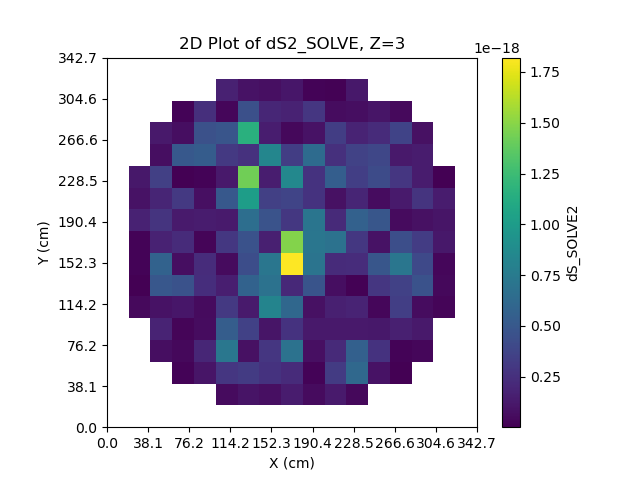 2D Plot of dS2_SOLVE, Z=3
1e−18
342.7
304.6
266.6
228.5
190.4
152.3
114.2
76.2
38.1
0.0
Y (cm)
0.0 38.1 76.2 114.2 152.3 190.4 228.5 266.6 304.6 342.7
X (cm)
1.75
1.50
1.25
1.00
0.75
0.50
0.25
dS_SOLVE2